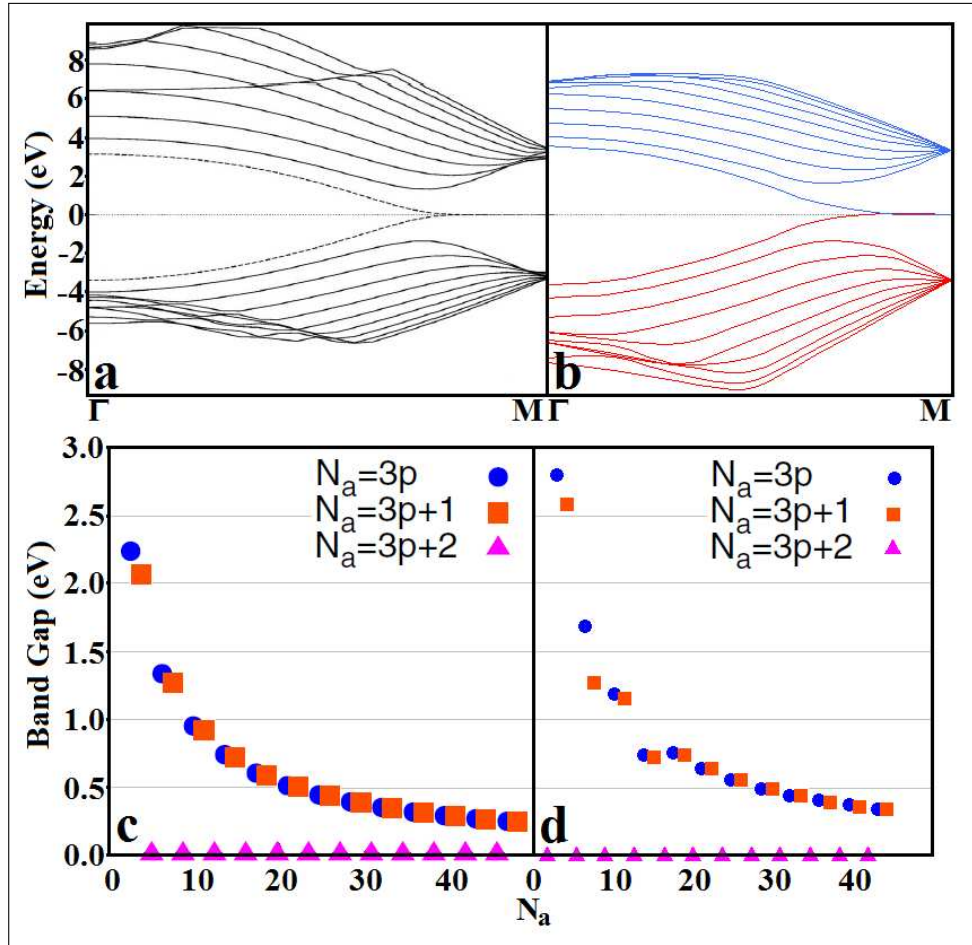 8
6
4
2
0
-2
-4
-6
-8
Energy (eV)
a
b
Γ
M
Γ
M
3.0
2.5
2.0
1.5
1.0
0.5
0.0
Band Gap (eV)
Nₐ=3p
Nₐ=3p+1
Nₐ=3p+2
Nₐ=3p
Nₐ=3p+1
Nₐ=3p+2
c
d
0 10 20 30 40 0 10 20 30 40
Nₐ